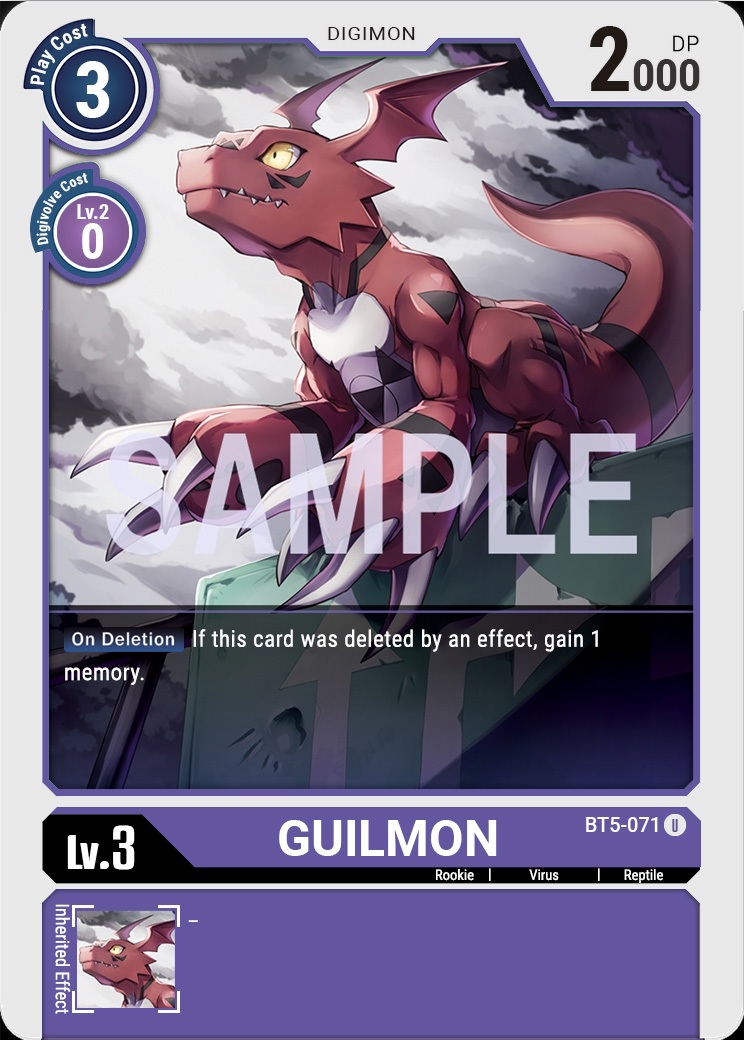 DIGIMON
Play Cost
3
DP
2000
Digivolve Cost
Lv.2
0
SAMPLE
On Deletion If this card was deleted by an effect, gain 1
memory.
Lv.3
GUILMON
BT5-071 U
Rookie | Virus | Reptile
Inherited Effect
–